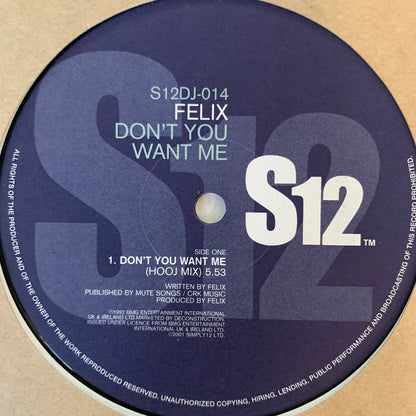 S12DJ-014
FELIX
DON'T YOU
WANT ME
S12
S12™
SIDE ONE
1. DON'T YOU WANT ME
(HOOJ MIX) 5.53
WRITTEN BY FELIX
PUBLISHED BY MUTE SONGS / CRK MUSIC
PRODUCED BY FELIX
℗1992 BMG ENTERTAINMENT INTERNATIONAL
UK & IRELAND LTD MARKETED BY DECONSTRUCTION.
ISSUED UNDER LICENCE FROM BMG ENTERTAINMENT
INTERNATIONAL UK & IRELAND LTD
©2001 SIMPLY12 LTD.
ALL RIGHTS OF THE PRODUCER AND OF THE OWNER OF THE WORK REPRODUCED RESERVED. UNAUTHORIZED COPYING, HIRING, LENDING, PUBLIC PERFORMANCE AND BROADCASTING OF THIS RECORD PROHIBITED.